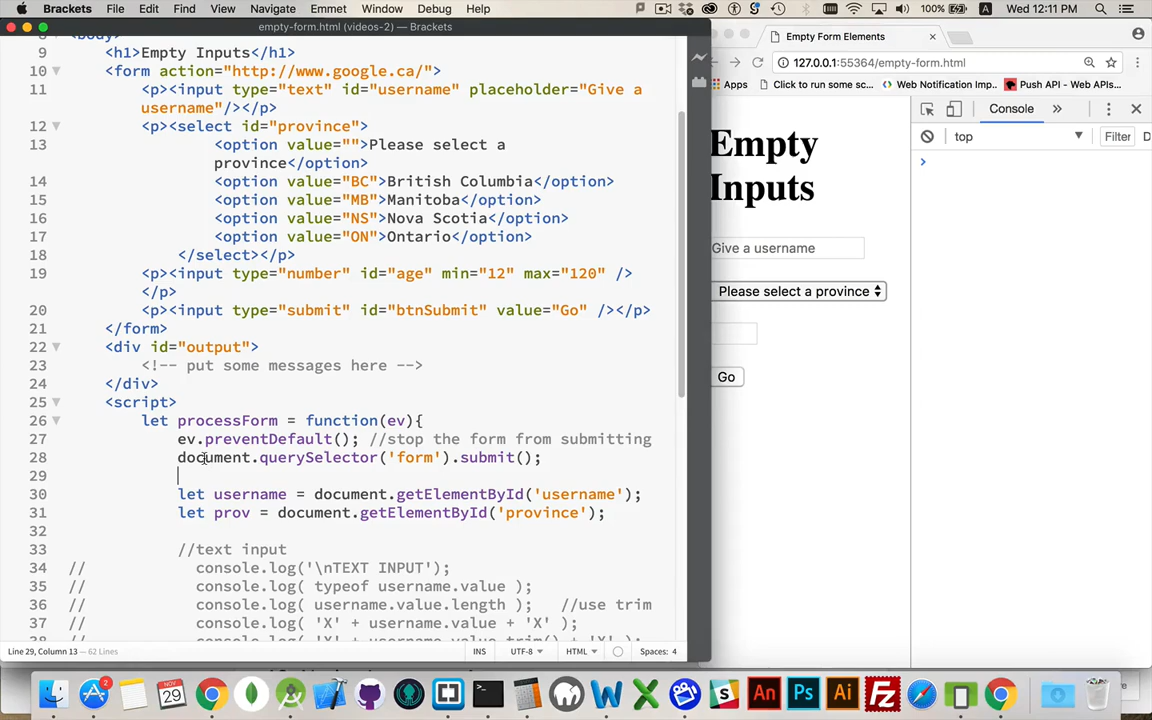 Brackets File Edit Find View Navigate Emmet Window Debug Help 100% Wed 12:11 PM
empty-form.html (videos-2) — Brackets
8 <body>
9 <h1>Empty Inputs</h1>
10 <form action="http://www.google.ca/">
11 <p><input type="text" id="username" placeholder="Give a
username"/></p>
12 <p><select id="province">
13 <option value="">Please select a
province</option>
14 <option value="BC">British Columbia</option>
15 <option value="MB">Manitoba</option>
16 <option value="NS">Nova Scotia</option>
17 <option value="ON">Ontario</option>
18 </select></p>
19 <p><input type="number" id="age" min="12" max="120" />
</p>
20 <p><input type="submit" id="btnSubmit" value="Go" /></p>
21 </form>
22 <div id="output">
23 <!-- put some messages here -->
24 </div>
25 <script>
26 let processForm = function(ev){
27 ev.preventDefault(); //stop the form from submitting
28 document.querySelector('form').submit();
29
30 let username = document.getElementById('username');
31 let prov = document.getElementById('province');
32
33 //text input
34 // console.log('\nTEXT INPUT');
35 // console.log( typeof username.value );
36 // console.log( username.value.length ); //use trim
37 // console.log( 'X' + username.value + 'X' );
38 // console.log( 'X' + username.value.trim() + 'X' );
Line 29, Column 13 — 62 Lines
INS UTF-8 HTML Spaces: 4
Empty Form Elements
127.0.0.1:55364/empty-form.html
Apps Click to run some sc... Web Notification Imp.. Push API - Web APIs...
Empty
Inputs
Give a username
Please select a province
Go
Console »
top Filter D
NOV
29
2